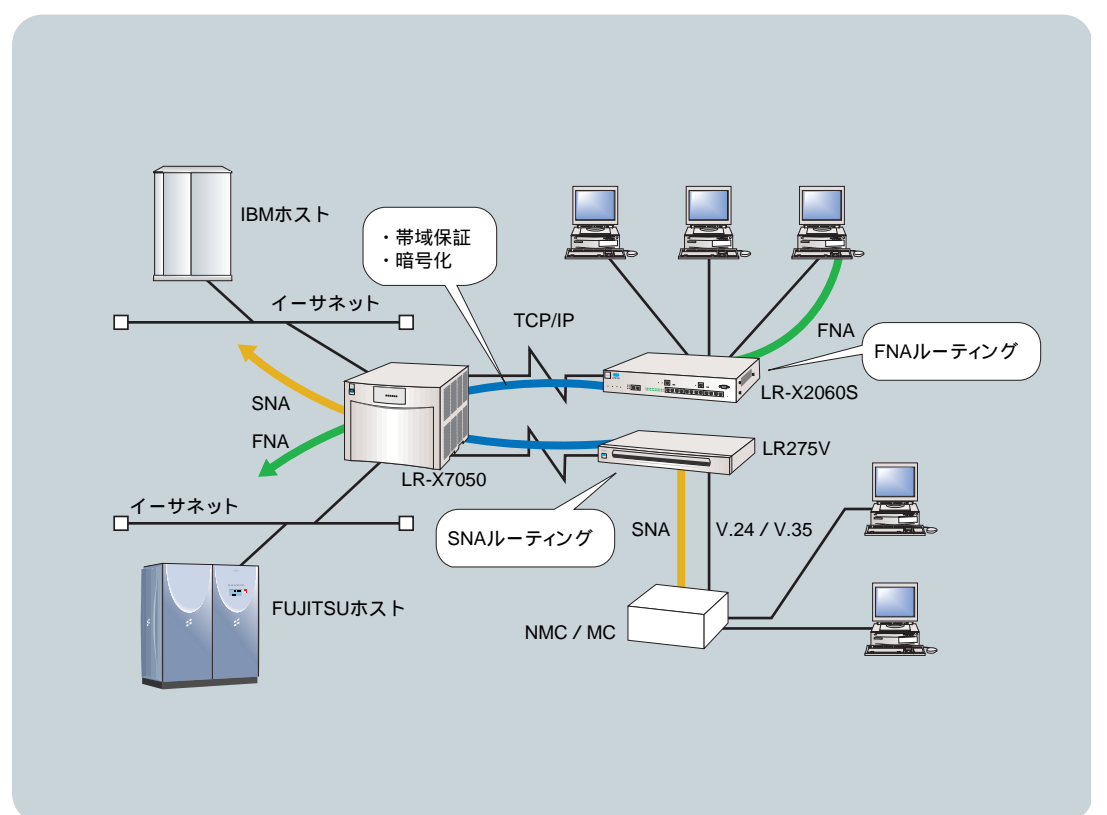 IBMホスト
・帯域保証
・暗号化
イーサネット
TCP/IP
FNA
FNAルーティング
LR-X2060S
SNA
FNA
LR-X7050
LR275V
イーサネット
SNAルーティング
SNA
V.24 / V.35
FUJITSUホスト
NMC / MC